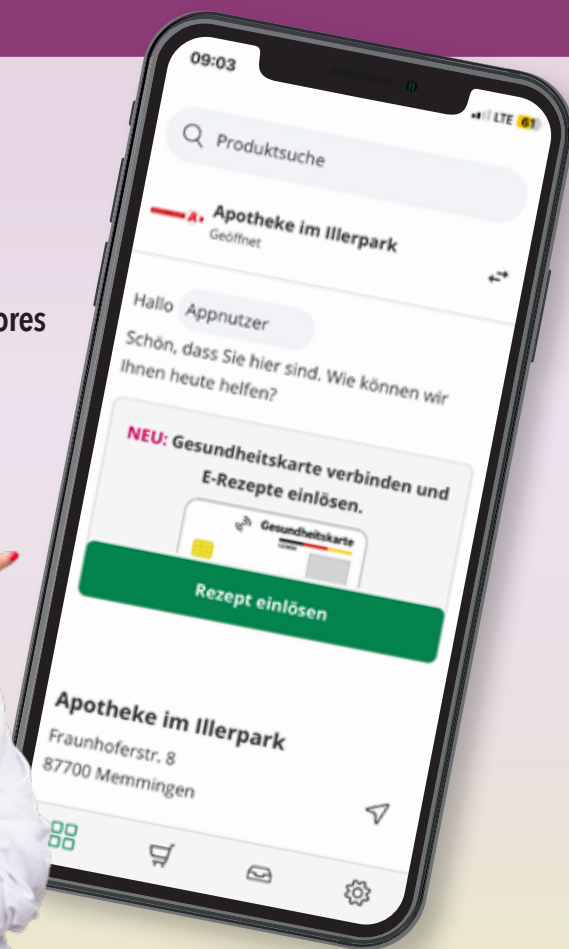 09:03
LTE 61
Produktsuche
Apotheke im Illerpark
Geöffnet
ores
Hallo Appnutzer
Schön, dass Sie hier sind. Wie können wir
Ihnen heute helfen?
NEU: Gesundheitskarte verbinden und
E-Rezepte einlösen.
Gesundheitskarte
Rezept einlösen
Apotheke im Illerpark
Fraunhoferstr. 8
87700 Memmingen